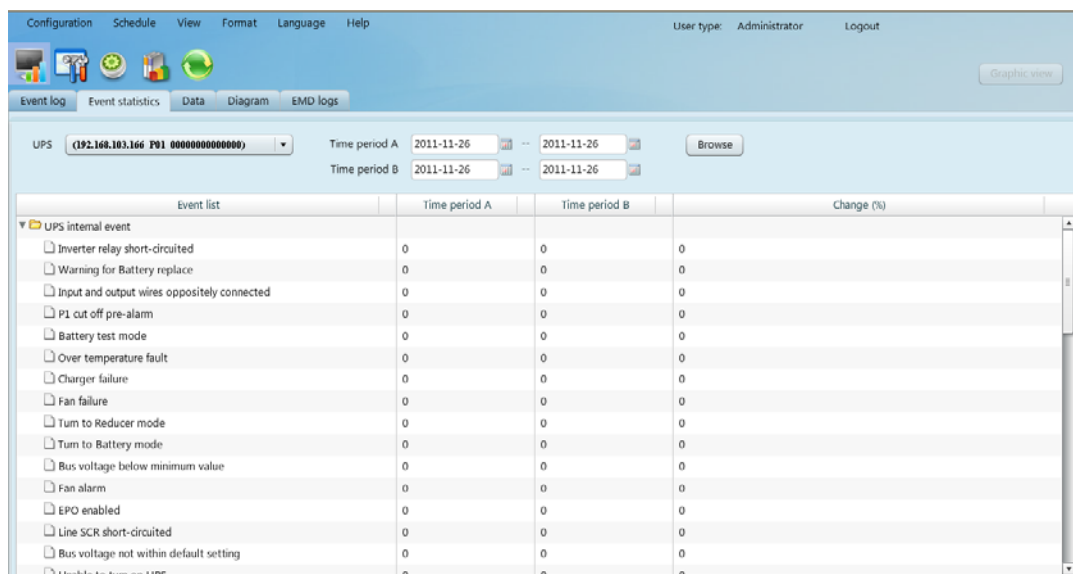 Configuration Schedule View Format Language Help User type: Administrator Logout
Graphic view
Event log Event statistics Data Diagram EMD logs
UPS (192.168.103.166 P01 00000000000000) Time period A 2011-11-26 -- 2011-11-26 Browse
Time period B 2011-11-26 -- 2011-11-26
Event list Time period A Time period B Change (%)
UPS internal event
Inverter relay short-circuited 0 0 0
Warning for Battery replace 0 0 0
Input and output wires oppositely connected 0 0 0
P1 cut off pre-alarm 0 0 0
Battery test mode 0 0 0
Over temperature fault 0 0 0
Charger failure 0 0 0
Fan failure 0 0 0
Turn to Reducer mode 0 0 0
Turn to Battery mode 0 0 0
Bus voltage below minimum value 0 0 0
Fan alarm 0 0 0
EPO enabled 0 0 0
Line SCR short-circuited 0 0 0
Bus voltage not within default setting 0 0 0
Unable to turn on UPS 0 0 0